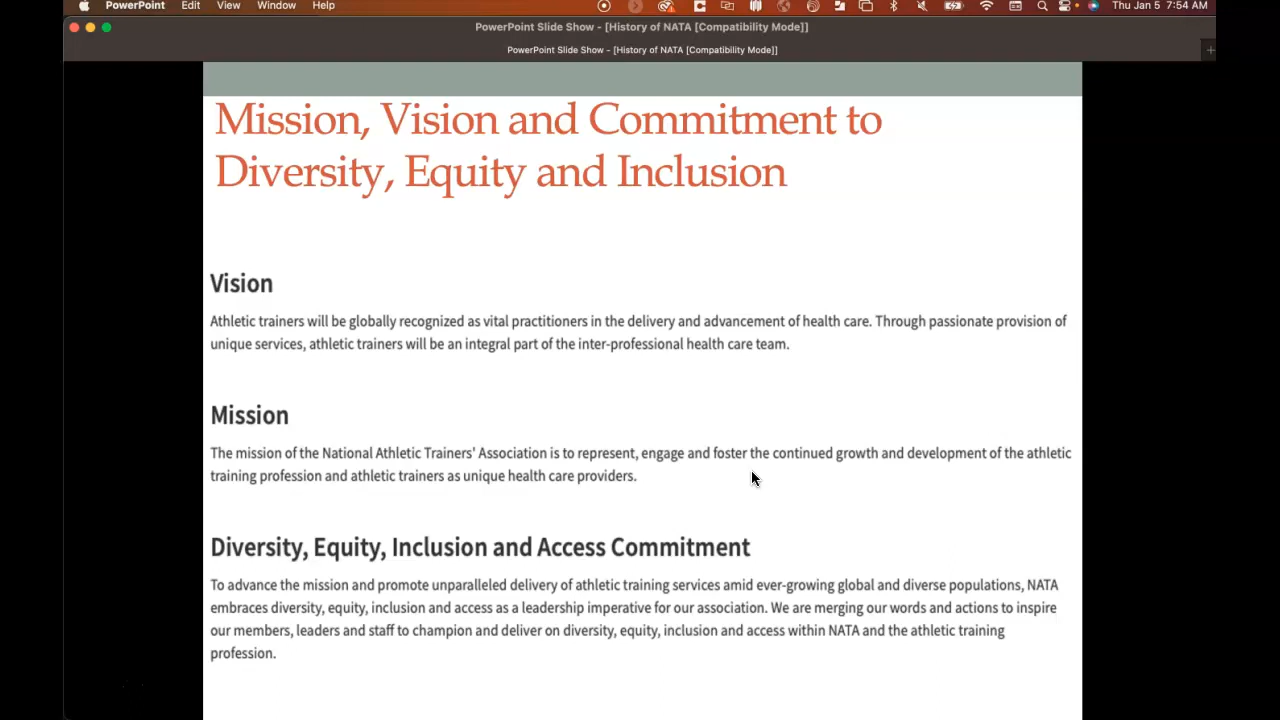 PowerPoint Edit View Window Help Thu Jan 5 7:54 AM
PowerPoint Slide Show - [History of NATA [Compatibility Mode]]
PowerPoint Slide Show - [History of NATA [Compatibility Mode]]
Mission, Vision and Commitment to
Diversity, Equity and Inclusion
Vision
Athletic trainers will be globally recognized as vital practitioners in the delivery and advancement of health care. Through passionate provision of
unique services, athletic trainers will be an integral part of the inter-professional health care team.
Mission
The mission of the National Athletic Trainers' Association is to represent, engage and foster the continued growth and development of the athletic
training profession and athletic trainers as unique health care providers.
Diversity, Equity, Inclusion and Access Commitment
To advance the mission and promote unparalleled delivery of athletic training services amid ever-growing global and diverse populations, NATA
embraces diversity, equity, inclusion and access as a leadership imperative for our association. We are merging our words and actions to inspire
our members, leaders and staff to champion and deliver on diversity, equity, inclusion and access within NATA and the athletic training
profession.